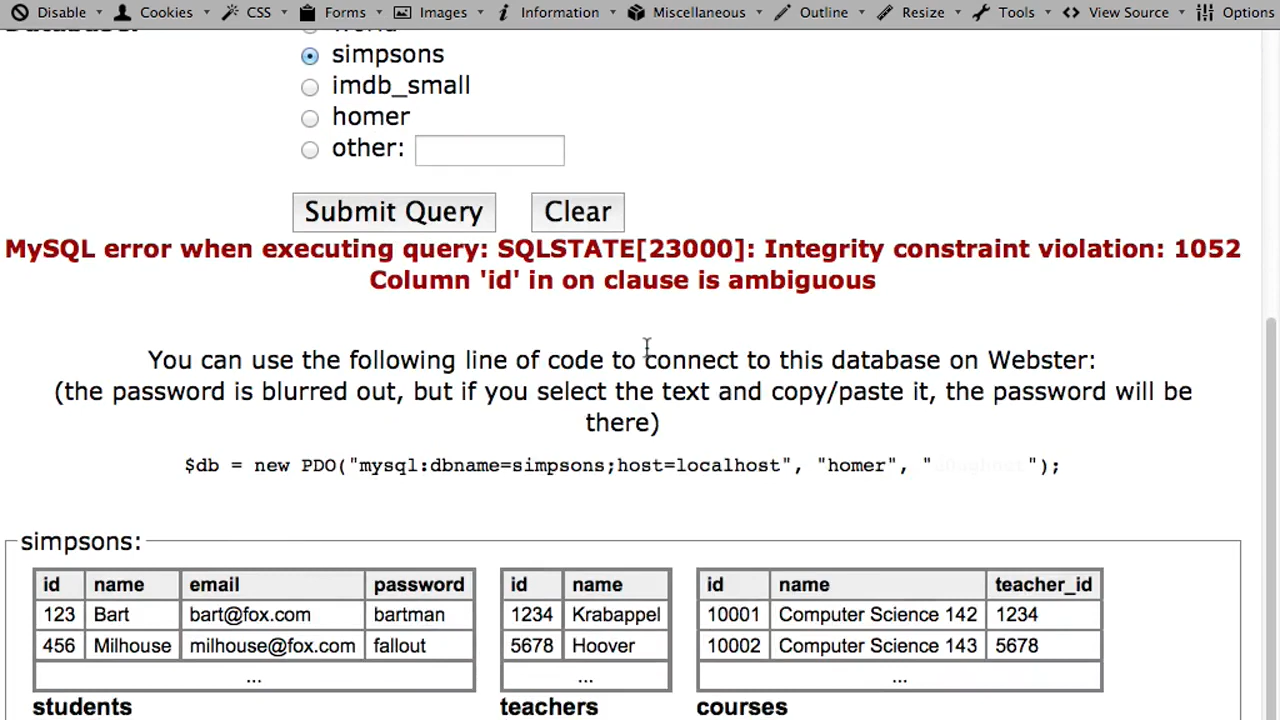 Disable Cookies CSS Forms Images Information Miscellaneous Outline Resize Tools View Source Options
simpsons
imdb_small
homer
other:
Submit Query Clear
MySQL error when executing query: SQLSTATE[23000]: Integrity constraint violation: 1052
Column 'id' in on clause is ambiguous
You can use the following line of code to connect to this database on Webster:
(the password is blurred out, but if you select the text and copy/paste it, the password will be
there)
$db = new PDO("mysql:dbname=simpsons;host=localhost", "homer", "");
simpsons:
id name email password id name id name teacher_id
123 Bart bart@fox.com bartman 1234 Krabappel 10001 Computer Science 142 1234
456 Milhouse milhouse@fox.com fallout 5678 Hoover 10002 Computer Science 143 5678
... ... ...
students teachers courses